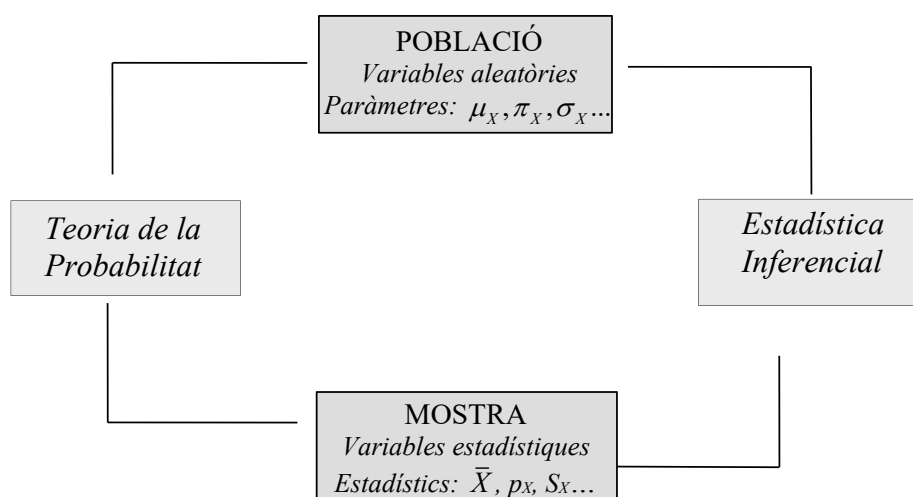 POBLACIÓ
Variables aleatòries
Paràmetres: μ_X, π_X, σ_X...
Teoria de la
Probabilitat
Estadística
Inferencial
MOSTRA
Variables estadístiques
Estadístics: X̄, p_X, S_X...